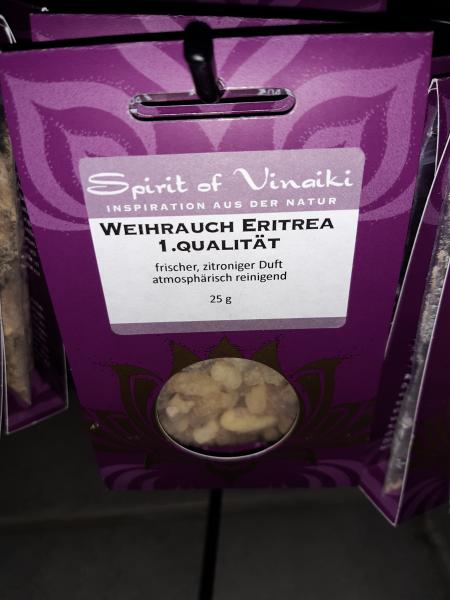 Spirit of Vinaiki
INSPIRATION AUS DER NATUR
WEIHRAUCH ERITREA
1.QUALITÄT
frischer, zitroniger Duft
atmosphärisch reinigend
25 g